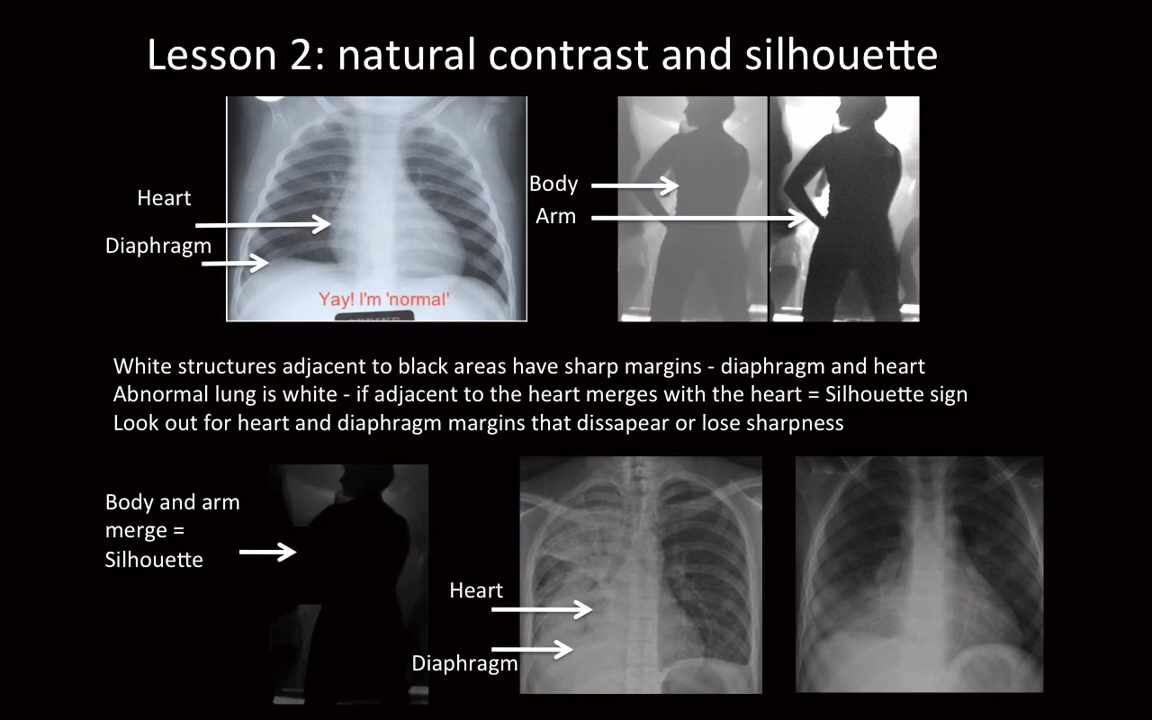 Lesson 2: natural contrast and silhouette
Heart
Diaphragm
Yay! I'm 'normal'
Body
Arm
White structures adjacent to black areas have sharp margins - diaphragm and heart
Abnormal lung is white - if adjacent to the heart merges with the heart = Silhouette sign
Look out for heart and diaphragm margins that dissapear or lose sharpness
Body and arm
merge =
Silhouette
Heart
Diaphragm